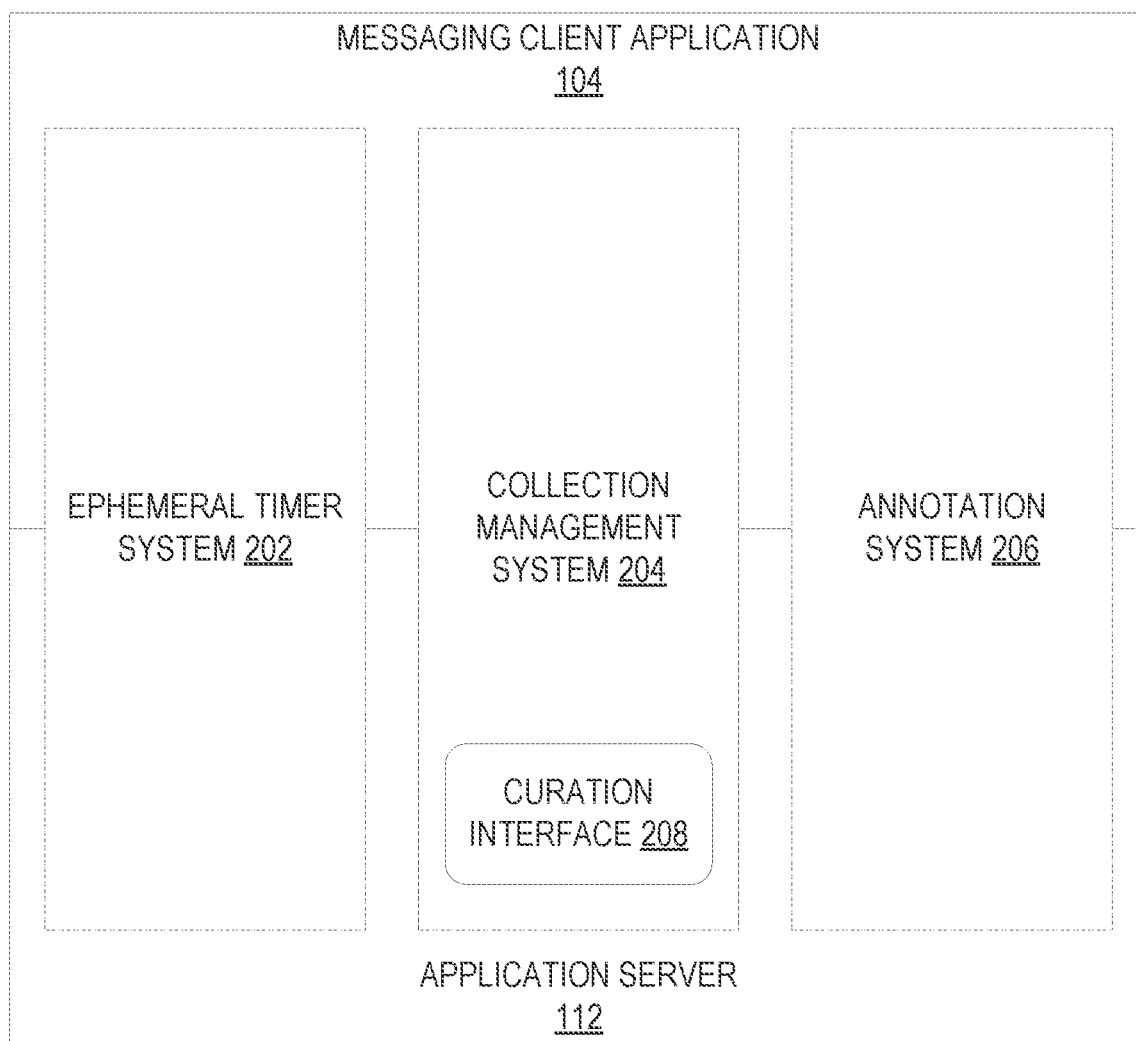 MESSAGING CLIENT APPLICATION
104
EPHEMERAL TIMER
SYSTEM 202
COLLECTION
MANAGEMENT
SYSTEM 204
ANNOTATION
SYSTEM 206
CURATION
INTERFACE 208
APPLICATION SERVER
112